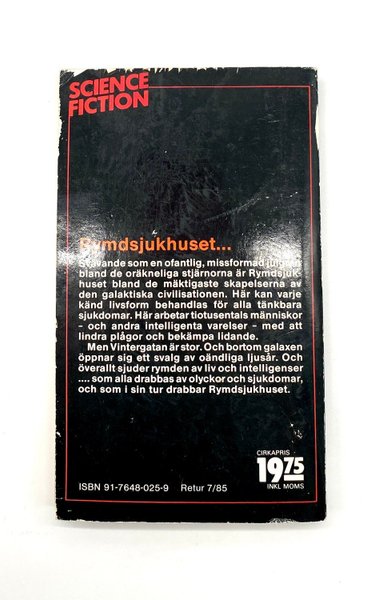 SCIENCE
FICTION
Rymdsjukhuset...
Svävande som en ofantlig, missformad julgran
bland de oräkneliga stjärnorna är Rymdsjuk-
huset bland de mäktigaste skapelserna av
den galaktiska civilisationen. Här kan varje
känd livsform behandlas för alla tänkbara
sjukdomar. Här arbetar tiotusentals människor
- och andra intelligenta varelser - med att
lindra plågor och bekämpa lidande.
Men Vintergatan är stor. Och bortom galaxen
öppnar sig ett svalg av oändliga ljusår. Och
överallt sjuder rymden av liv och intelligenser
.... som alla drabbas av olyckor och sjukdomar,
och som i sin tur drabbar Rymdsjukhuset.
CIRKAPRIS
19 75
INKL MOMS
ISBN 91-7648-025-9 Retur 7/85